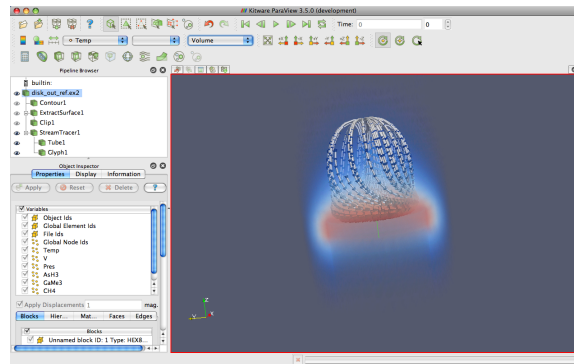 Kitware ParaView 3.5.0 (development)
Time: 0
0
Temp
Volume
Pipeline Browser
builtin:
disk_out_ref.ex2
Contour1
ExtractSurface1
Clip1
StreamTracer1
Tube1
Glyph1
Object Inspector
Properties Display Information
Apply Reset Delete ?
Variables
Object Ids
Global Element Ids
File Ids
Global Node Ids
Temp
V
Pres
AsH3
GaMe3
CH4
Apply Displacements 1 mag.
Blocks Hier... Mat... Faces Edges
Blocks
Unnamed block ID: 1 Type: HEX8...
Z
Y
X